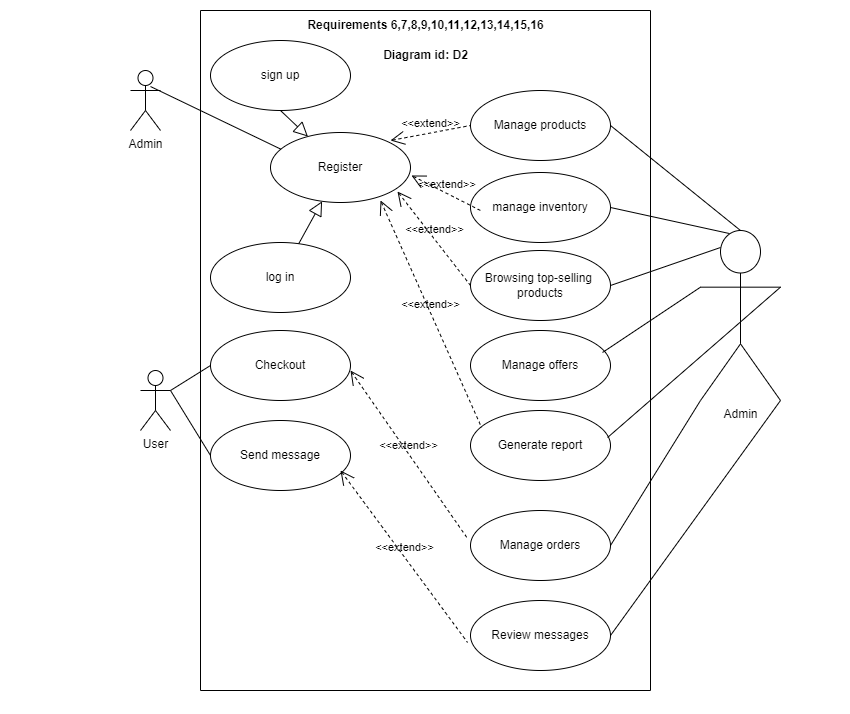 Requirements 6,7,8,9,10,11,12,13,14,15,16
Diagram id: D2
sign up
Admin
<<extend>>
Manage products
Register
<<extend>>
manage inventory
<<extend>>
log in
Browsing top-selling
products
<<extend>>
Checkout
Manage offers
Admin
User
Send message
<<extend>>
Generate report
<<extend>>
Manage orders
Review messages